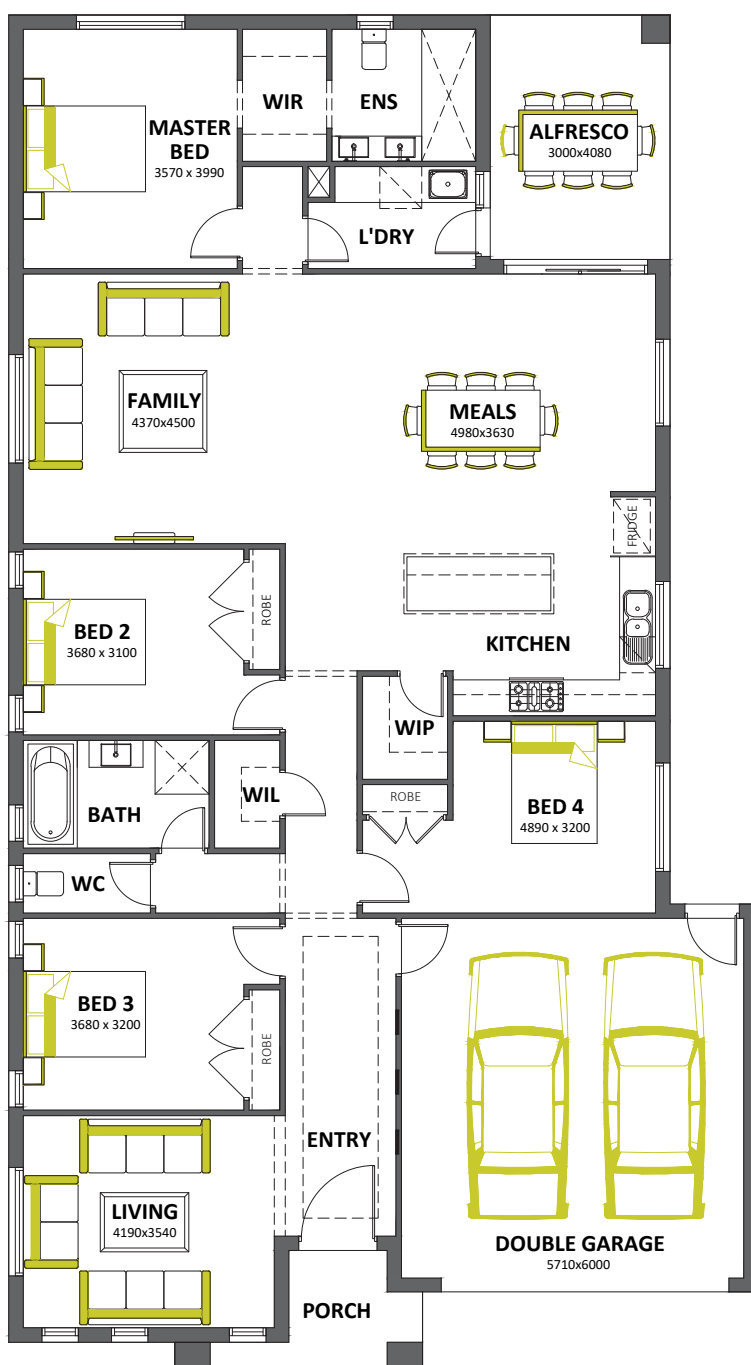 MASTER
BED
3570 x 3990
WIR
ENS
ALFRESCO
3000x4080
L'DRY
FAMILY
4370x4500
MEALS
4980x3630
FRIDGE
BED 2
3680 x 3100
ROBE
KITCHEN
WIP
BATH
WIL
ROBE
BED 4
4890 x 3200
WC
BED 3
3680 x 3200
ROBE
ENTRY
LIVING
4190x3540
DOUBLE GARAGE
5710x6000
PORCH